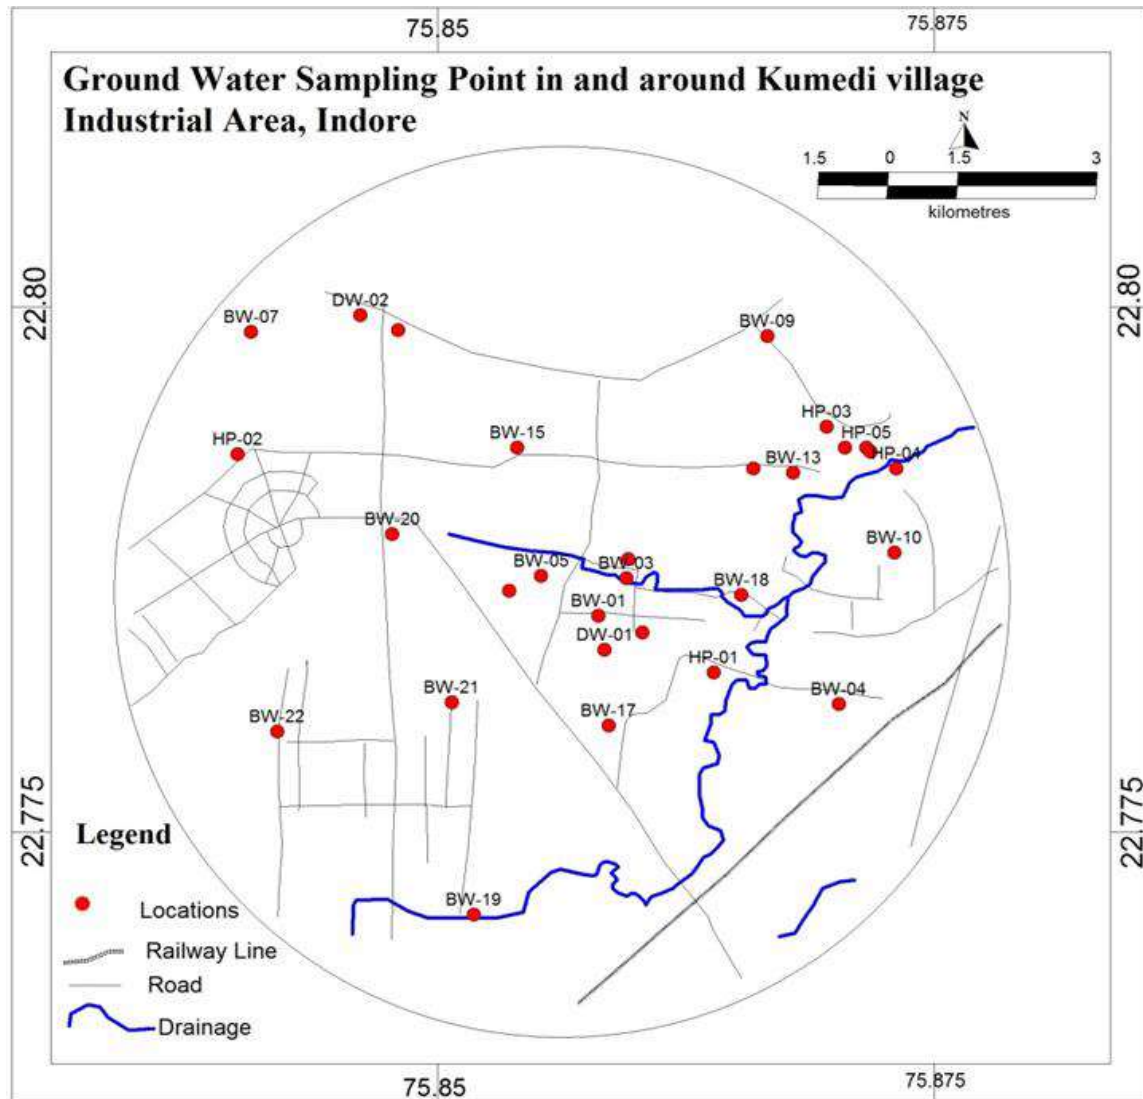 75.85
75.875
Ground Water Sampling Point in and around Kumedi village
Industrial Area, Indore
N
1.5 0 1.5 3
kilometres
22.80
22.80
DW-02
BW-07
BW-09
HP-03
BW-15
HP-05
HP-02
BW-13
HP-04
BW-20
BW-10
BW-05
BW-03
BW-18
BW-01
DW-01
HP-01
BW-21
BW-04
BW-22
BW-17
22.775
22.775
Legend
BW-19
Locations
Railway Line
Road
Drainage
75.85
75.875